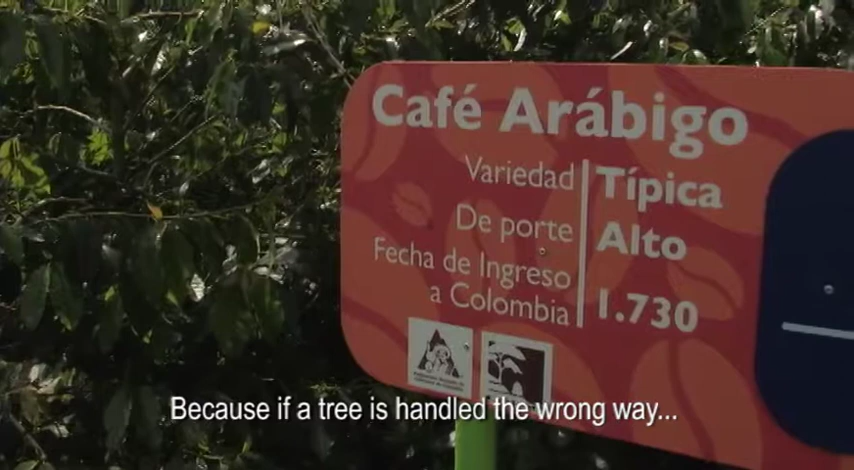 Café Arábigo
Variedad Típica
De porte Alto
Fecha de Ingreso
a Colombia 1.730
Because if a tree is handled the wrong way...